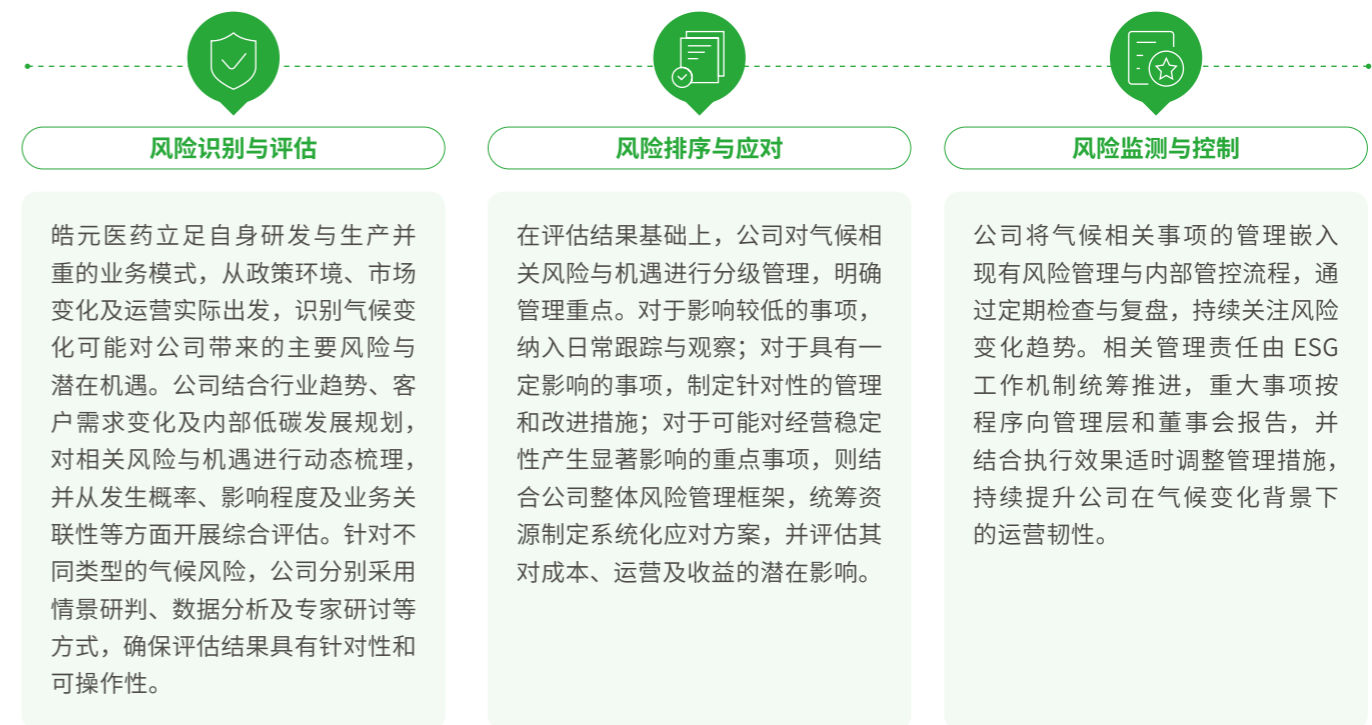 风险识别与评估
皓元医药立足自身研发与生产并
重的业务模式，从政策环境、市场
变化及运营实际出发，识别气候变
化可能对公司带来的主要风险与
潜在机遇。公司结合行业趋势、客
户需求变化及内部低碳发展规划，
对相关风险与机遇进行动态梳理，
并从发生概率、影响程度及业务关
联性等方面开展综合评估。针对不
同类型的气候风险，公司分别采用
情景研判、数据分析及专家研讨等
方式，确保评估结果具有针对性和
可操作性。
风险排序与应对
在评估结果基础上，公司对气候相
关风险与机遇进行分级管理，明确
管理重点。对于影响较低的事项，
纳入日常跟踪与观察；对于具有一
定影响的事项，制定针对性的管理
和改进措施；对于可能对经营稳定
性产生显著影响的重点事项，则结
合公司整体风险管理框架，统筹资
源制定系统化应对方案，并评估其
对成本、运营及收益的潜在影响。
风险监测与控制
公司将气候相关事项的管理嵌入
现有风险管理与内部管控流程，通
过定期检查与复盘，持续关注风险
变化趋势。相关管理责任由 ESG
工作机制统筹推进，重大事项按
程序向管理层和董事会报告，并
结合执行效果适时调整管理措施，
持续提升公司在气候变化背景下
的运营韧性。